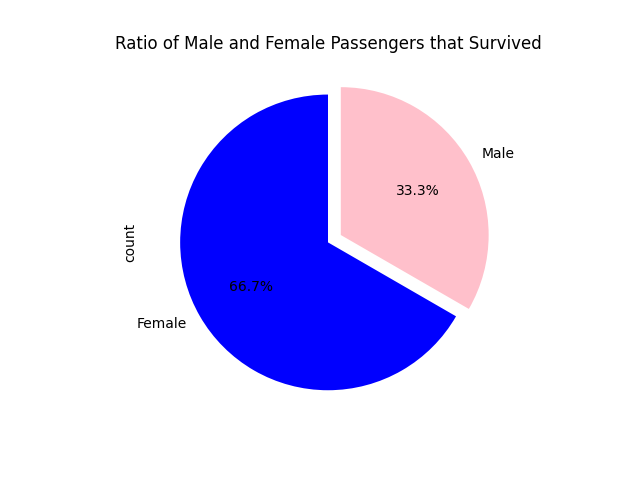 Ratio of Male and Female Passengers that Survived
Male
33.3%
count
66.7%
Female